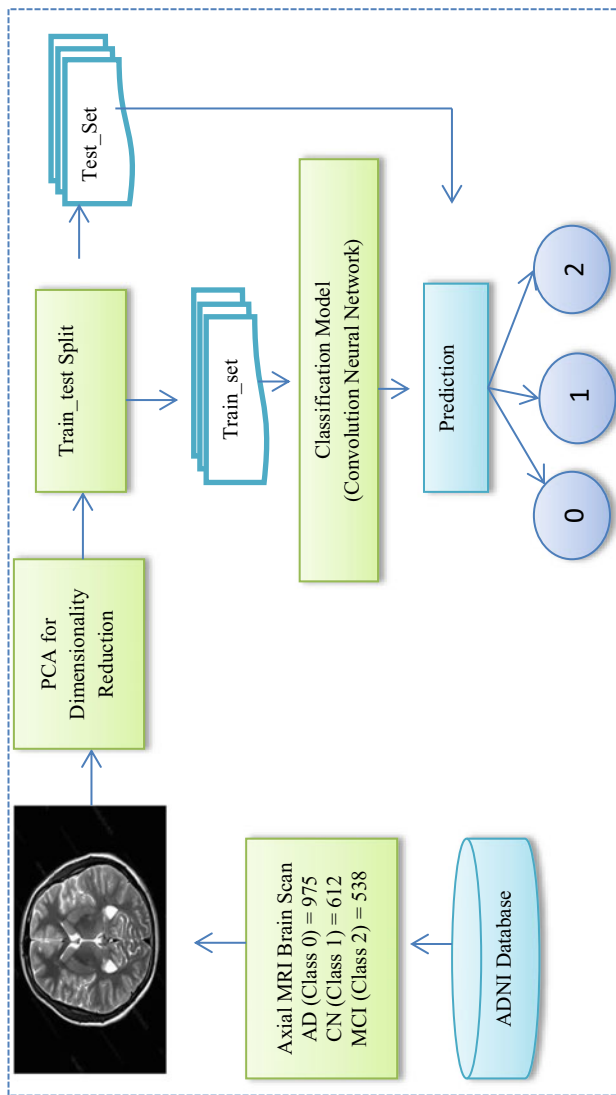 ADNI Database
Axial MRI Brain Scan
AD (Class 0) = 975
CN (Class 1) = 612
MCI (Class 2) = 538
PCA for
Dimensionality
Reduction
Train_test Split
Test_Set
Train_set
Classification Model
(Convolution Neural Network)
Prediction
0
1
2